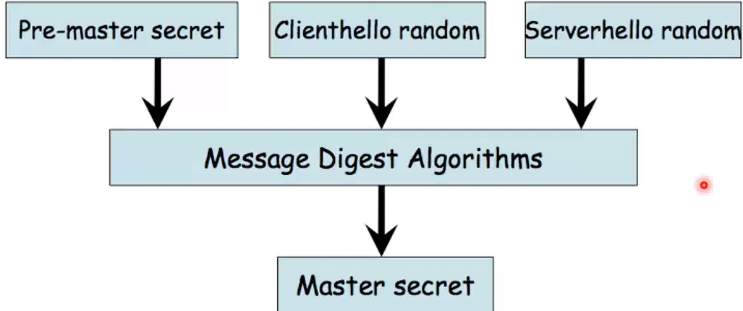 Pre-master secret
Clienthello random
Serverhello random
Message Digest Algorithms
Master secret